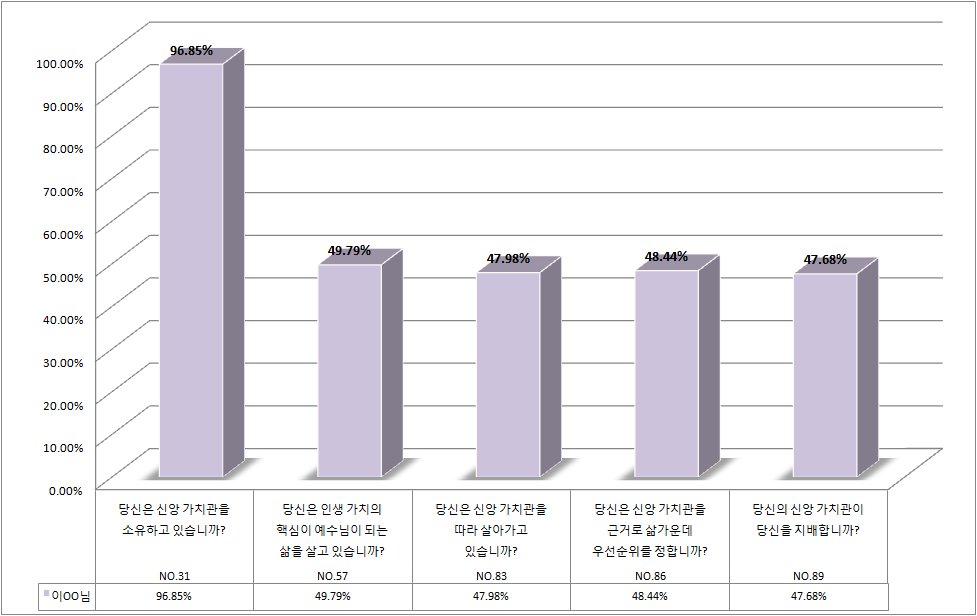 96.85%
49.79%
47.98%
48.44%
47.68%
100.00%
90.00%
80.00%
70.00%
60.00%
50.00%
40.00%
30.00%
20.00%
10.00%
0.00%
당신은 신앙 가치관을
소유하고 있습니까?
NO.31
당신은 인생 가치의
핵심이 예수님이 되는
삶을 살고 있습니까?
NO.57
당신은 신앙 가치관을
따라 살아가고
있습니까?
NO.83
당신은 신앙 가치관을
근거로 삶가운데
우선순위를 정합니까?
NO.86
당신의 신앙 가치관이
당신을 지배합니까?
NO.89
이OO님 96.85% 49.79% 47.98% 48.44% 47.68%